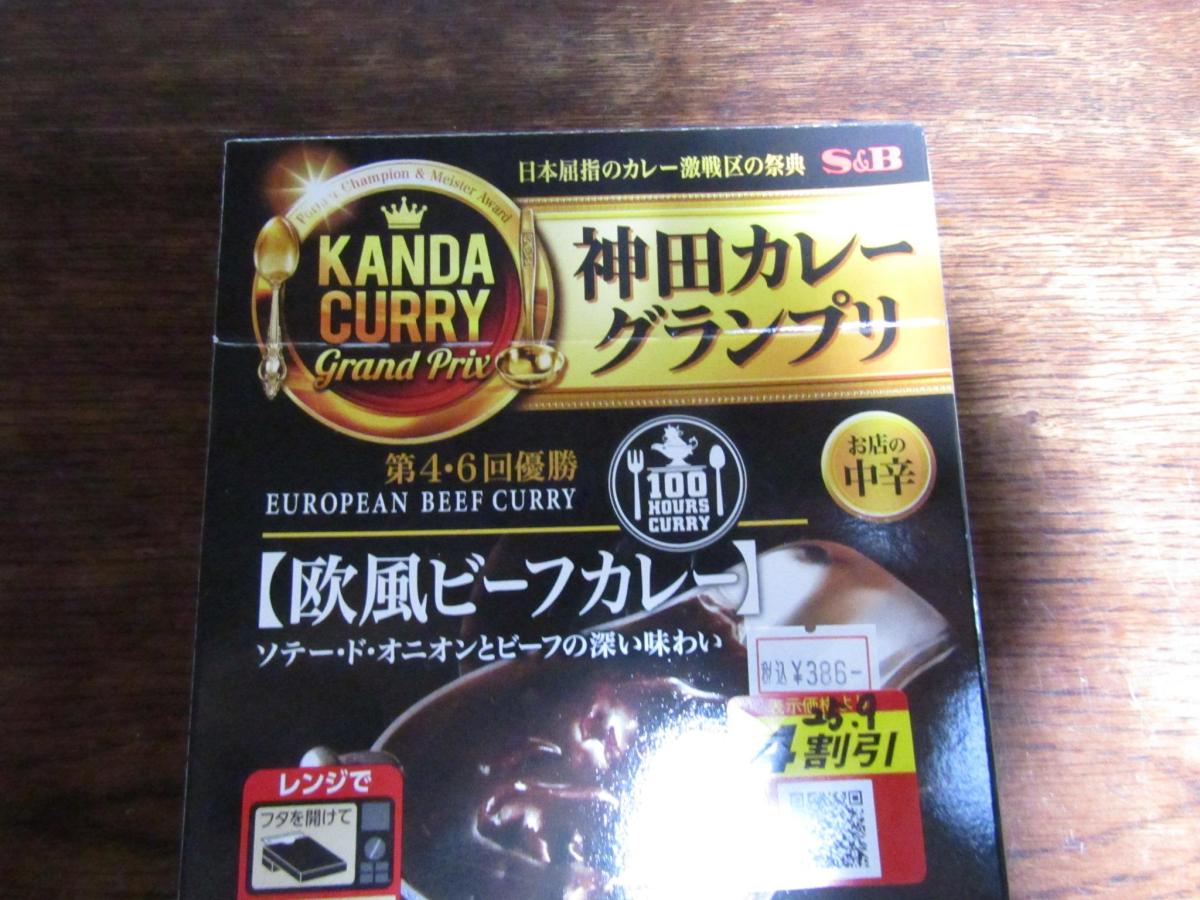 日本屈指のカレー激戦区の祭典
S&B
Champion & Meister Award
KANDA
CURRY
Grand Prix
神田カレー
グランプリ
第4・6回優勝
EUROPEAN BEEF CURRY
100
HOURS
CURRY
お店の
中辛
【欧風ビーフカレー】
ソテー・ド・オニオンとビーフの深い味わい
税込¥386-
4割引
レンジで
フタを開けて